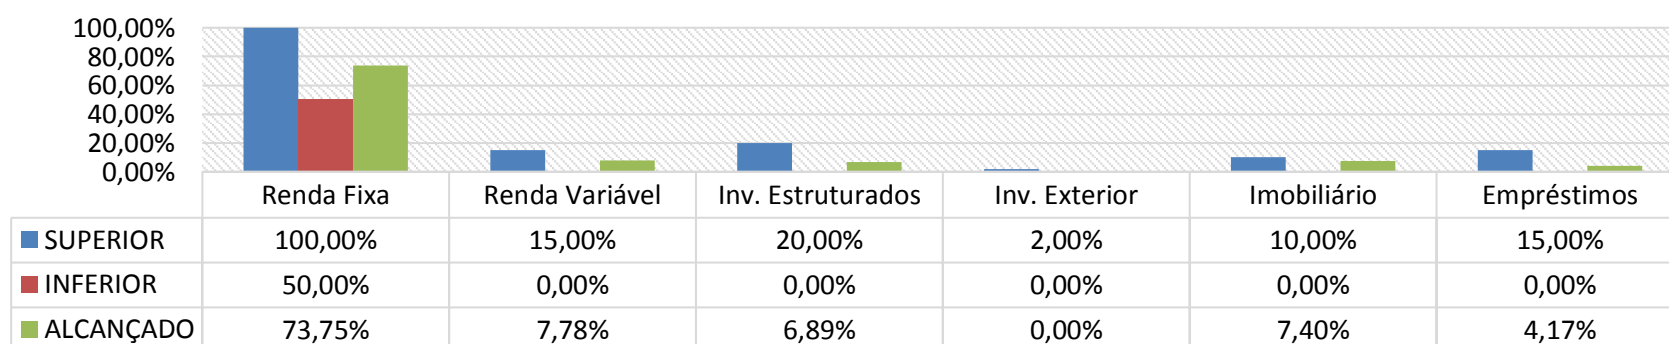 100,00%
80,00%
60,00%
40,00%
20,00%
0,00%
Renda Fixa Renda Variável Inv. Estruturados Inv. Exterior Imobiliário Empréstimos
SUPERIOR 100,00% 15,00% 20,00% 2,00% 10,00% 15,00%
INFERIOR 50,00% 0,00% 0,00% 0,00% 0,00% 0,00%
ALCANÇADO 73,75% 7,78% 6,89% 0,00% 7,40% 4,17%